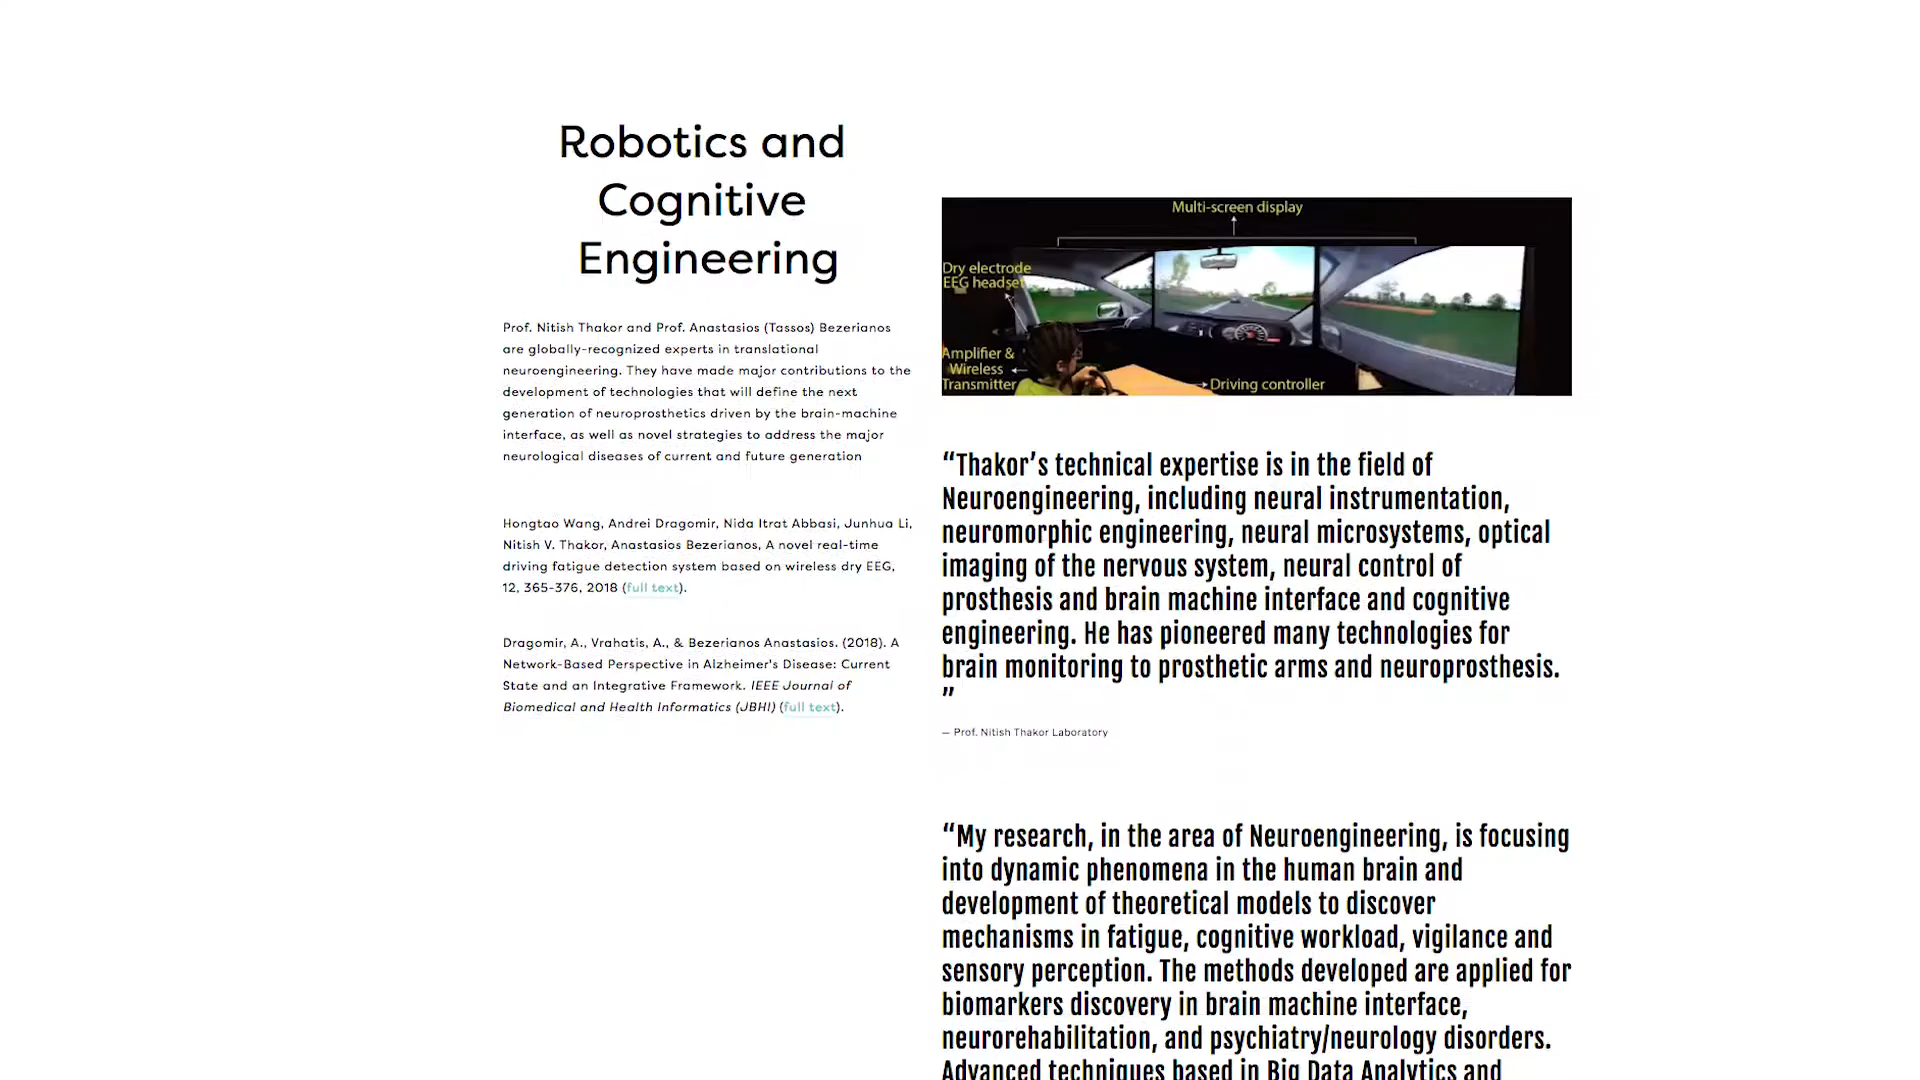 Robotics and
Cognitive
Engineering
Prof. Nitish Thakor and Prof. Anastasios (Tassos) Bezerianos
are globally-recognized experts in translational
neuroengineering. They have made major contributions to the
development of technologies that will define the next
generation of neuroprosthetics driven by the brain-machine
interface, as well as novel strategies to address the major
neurological diseases of current and future generation
Hongtao Wang, Andrei Dragomir, Nida Itrat Abbasi, Junhua Li,
Nitish V. Thakor, Anastasios Bezerianos, A novel real-time
driving fatigue detection system based on wireless dry EEG,
12, 365-376, 2018 (full text).
Dragomir, A., Vrahatis, A., & Bezerianos Anastasios. (2018). A
Network-Based Perspective in Alzheimer's Disease: Current
State and an Integrative Framework. IEEE Journal of
Biomedical and Health Informatics (JBHI) (full text).
Multi-screen display
Dry electrode
EEG headset
Amplifier &
Wireless
Transmitter
Driving controller
“Thakor’s technical expertise is in the field of
Neuroengineering, including neural instrumentation,
neuromorphic engineering, neural microsystems, optical
imaging of the nervous system, neural control of
prosthesis and brain machine interface and cognitive
engineering. He has pioneered many technologies for
brain monitoring to prosthetic arms and neuroprosthesis.
”
— Prof. Nitish Thakor Laboratory
“My research, in the area of Neuroengineering, is focusing
into dynamic phenomena in the human brain and
development of theoretical models to discover
mechanisms in fatigue, cognitive workload, vigilance and
sensory perception. The methods developed are applied for
biomarkers discovery in brain machine interface,
neurorehabilitation, and psychiatry/neurology disorders.
Advanced techniques based in Big Data Analytics and